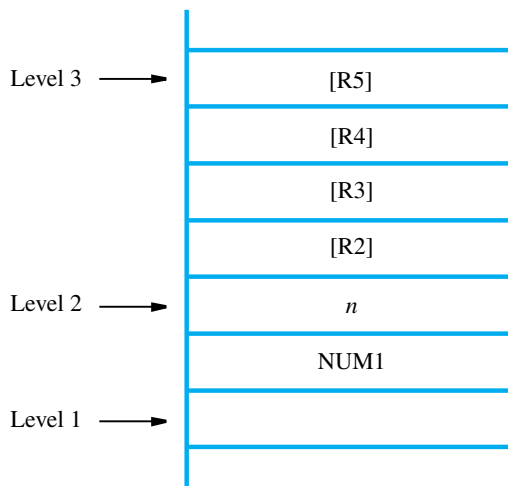 Level 3 [R5]
[R4]
[R3]
[R2]
Level 2 n
NUM1
Level 1